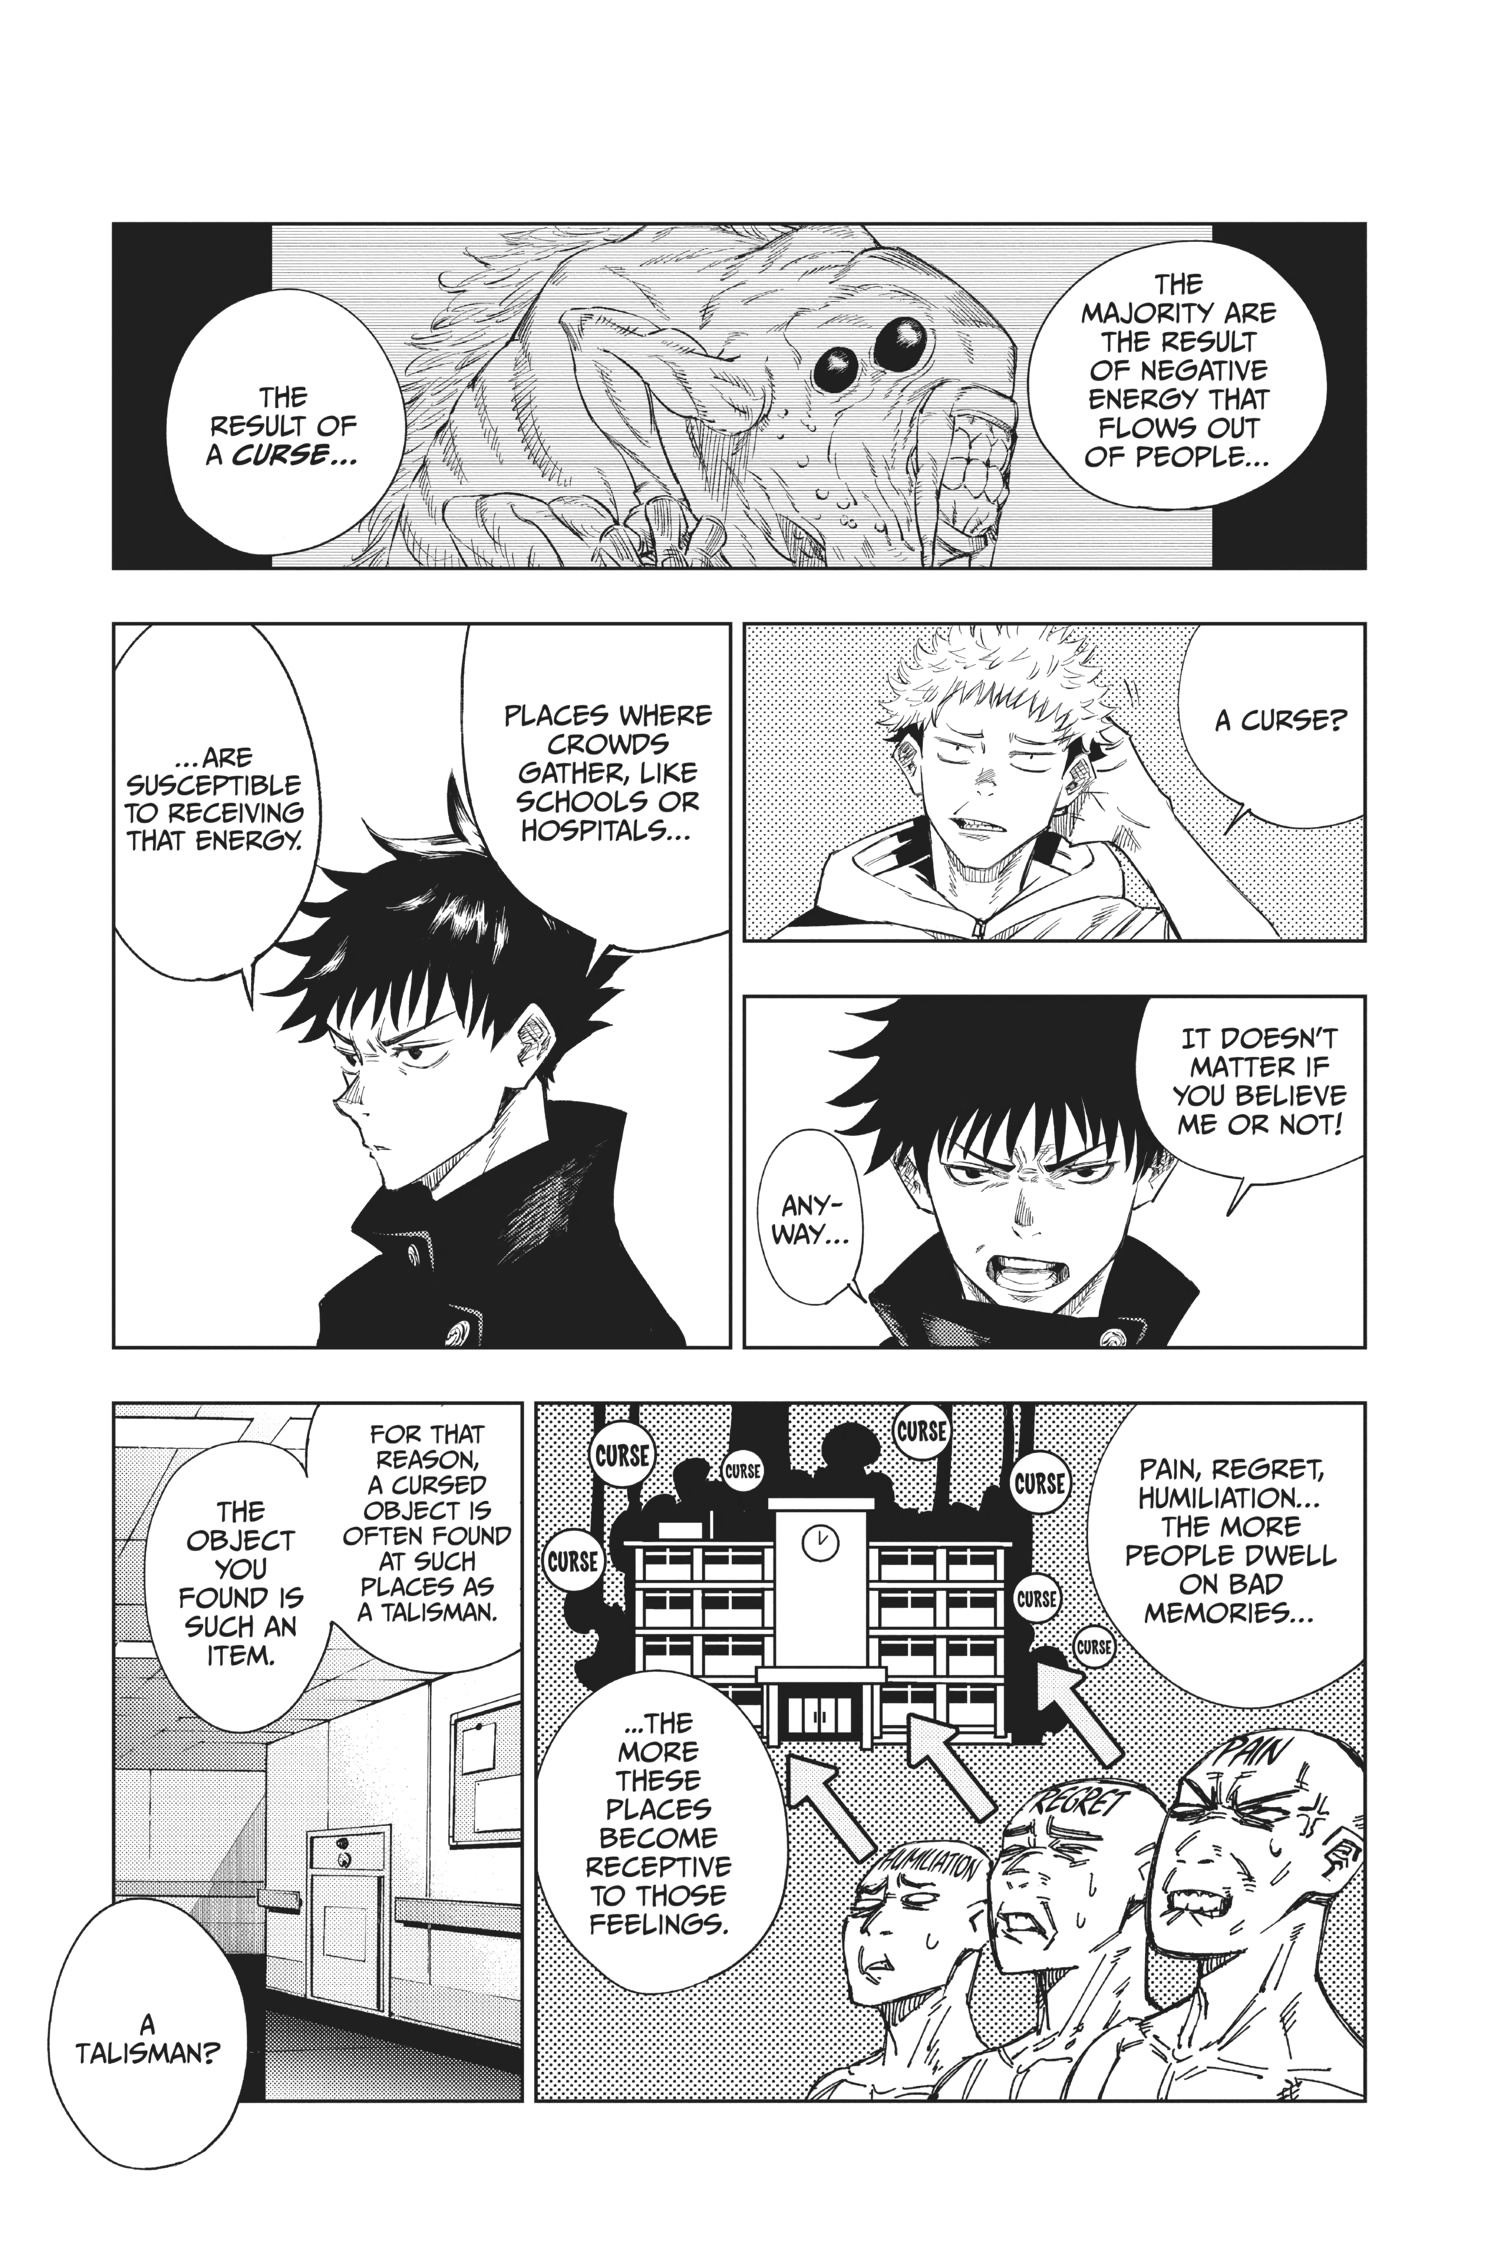 THE
MAJORITY ARE
THE RESULT
OF NEGATIVE
ENERGY THAT
FLOWS OUT
OF PEOPLE...
THE
RESULT OF
A CURSE...
A CURSE?
IT DOESN'T
MATTER IF
YOU BELIEVE
ME OR NOT!
ANY-
WAY...
PLACES WHERE
CROWDS
GATHER, LIKE
SCHOOLS OR
HOSPITALS...
...ARE
SUSCEPTIBLE
TO RECEIVING
THAT ENERGY.
PAIN, REGRET,
HUMILIATION...
THE MORE
PEOPLE DWELL
ON BAD
MEMORIES...
CURSE
CURSE
CURSE
CURSE
CURSE
CURSE
CURSE
PAIN
REGRET
HUMILIATION
...THE
MORE
THESE
PLACES
BECOME
RECEPTIVE
TO THOSE
FEELINGS.
FOR THAT
REASON,
A CURSED
OBJECT IS
OFTEN FOUND
AT SUCH
PLACES AS
A TALISMAN.
THE
OBJECT
YOU
FOUND IS
SUCH AN
ITEM.
A
TALISMAN?